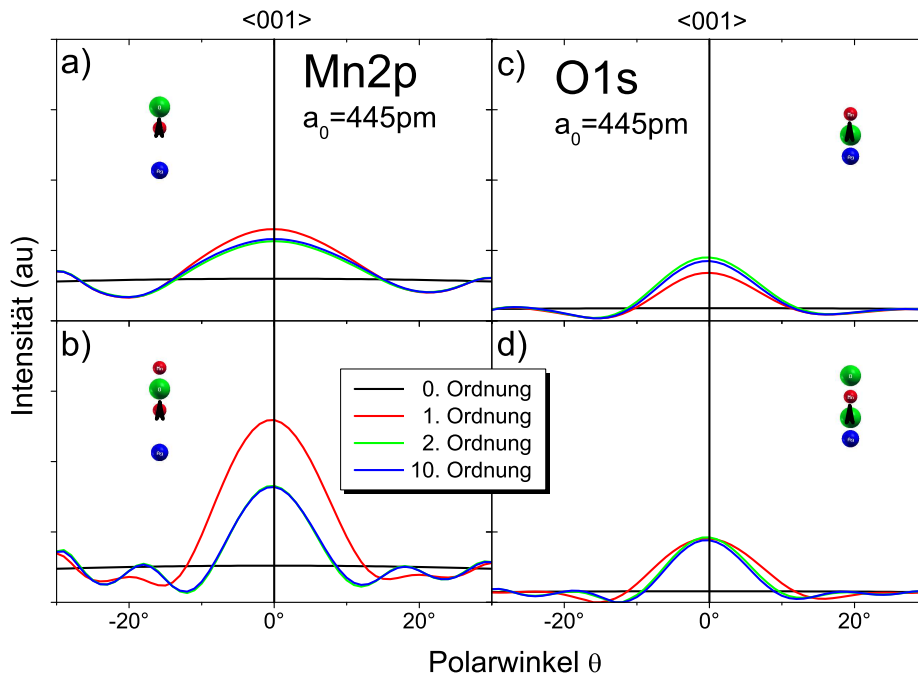 <001>
<001>
a)
Mn2p
a₀=445pm
c)
O1s
a₀=445pm
b)
d)
0. Ordnung
1. Ordnung
2. Ordnung
10. Ordnung
Intensität (au)
-20°
0°
20°
-20°
0°
20°
Polarwinkel θ